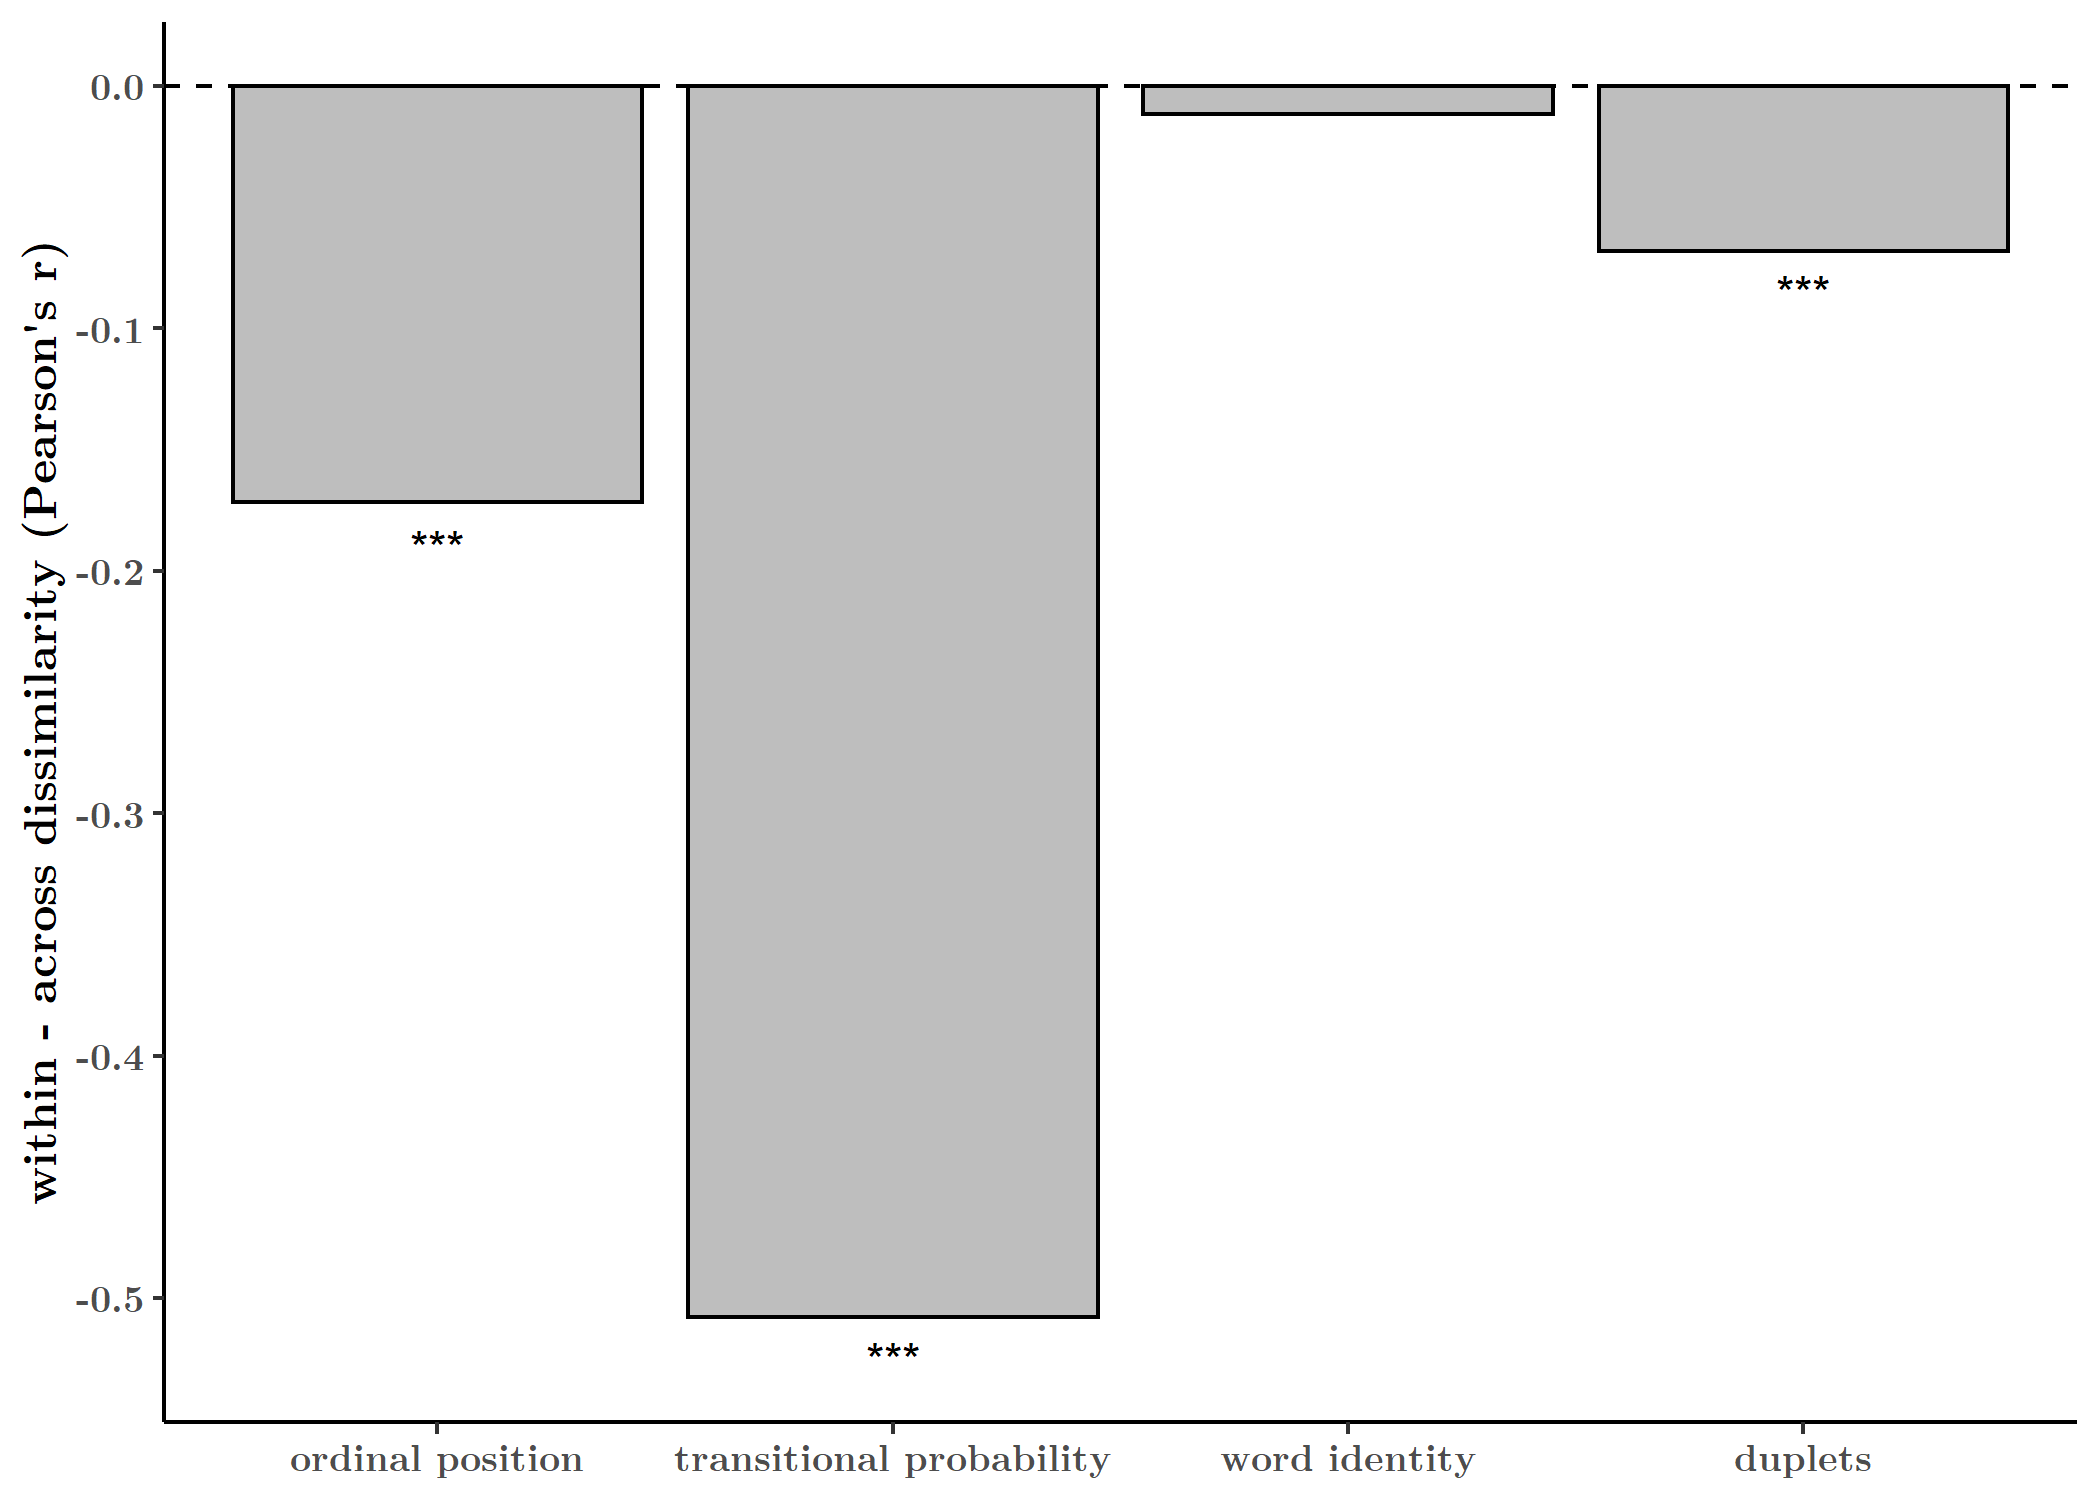 within - across dissimilarity (Pearson's r)
0.0
-0.1
***
-0.2
***
-0.3
-0.4
-0.5
***
ordinal position
transitional probability
word identity
duplets